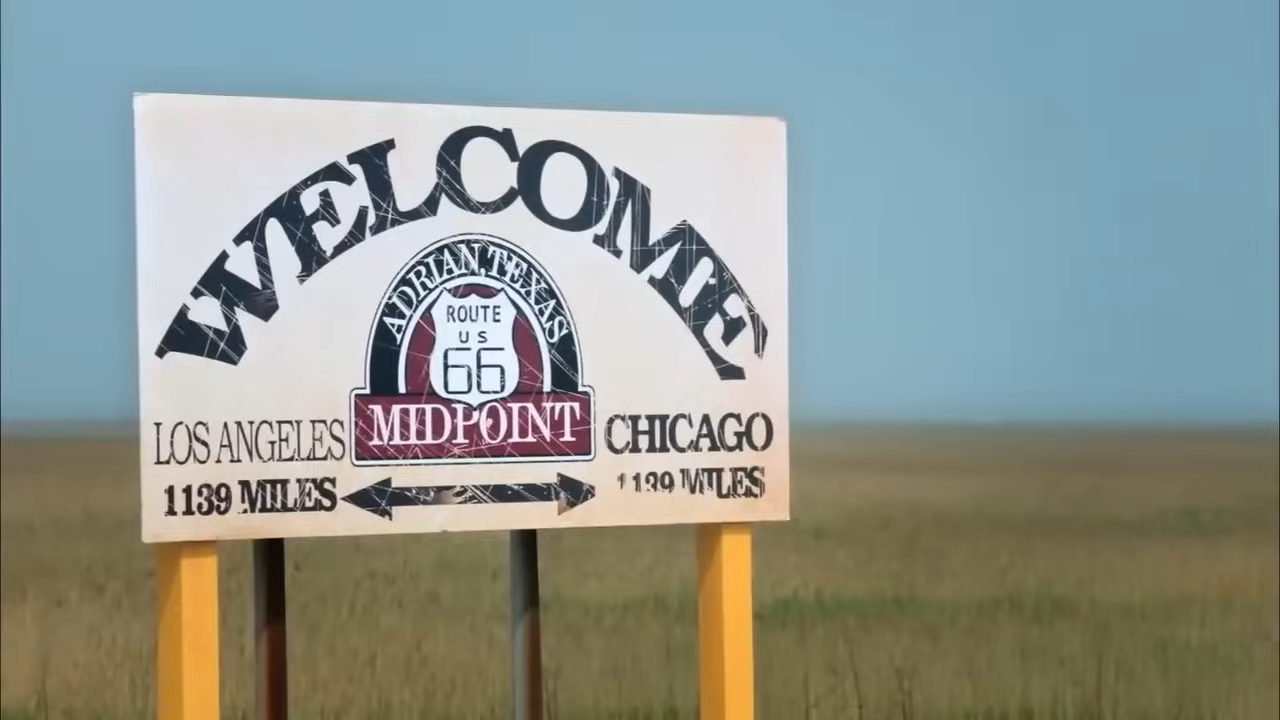 WELCOME
ADRIAN, TEXAS
ROUTE
US
66
MIDPOINT
LOS ANGELES
1139 MILES
CHICAGO
1139 MILES